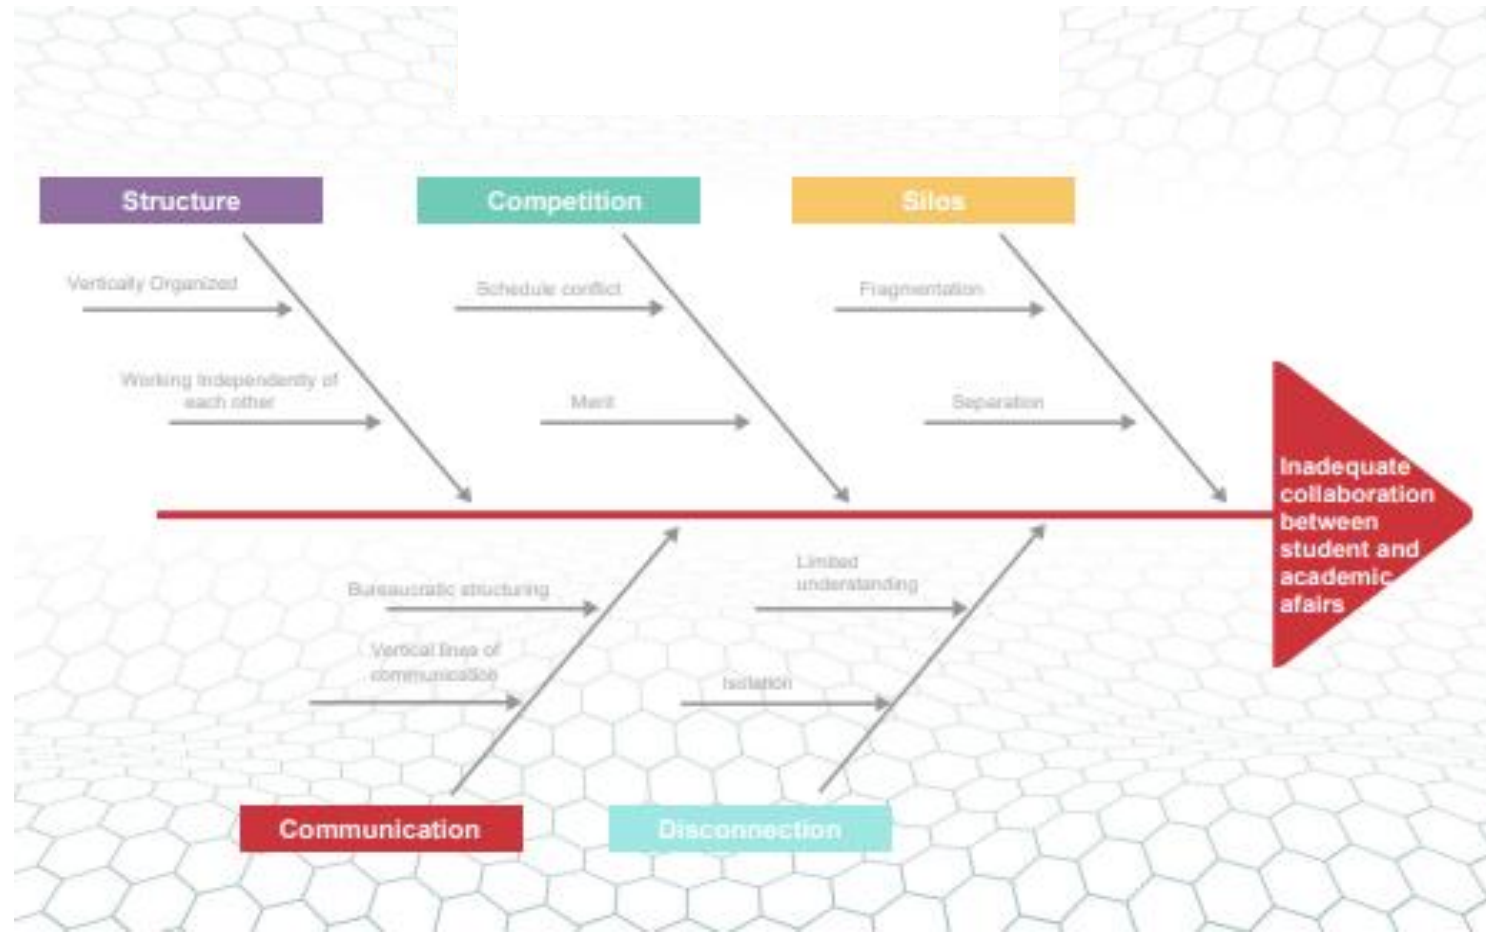 Structure
Competition
Silos
Vertically Organized
Schedule conflict
Fragmentation
Working Independently of
each other
Merit
Separation
Inadequate
collaboration
between
student and
academic
afairs
Limited
understanding
Bureaucratic structuring
Vertical lines of
communication
Isolation
Communication
Disconnection